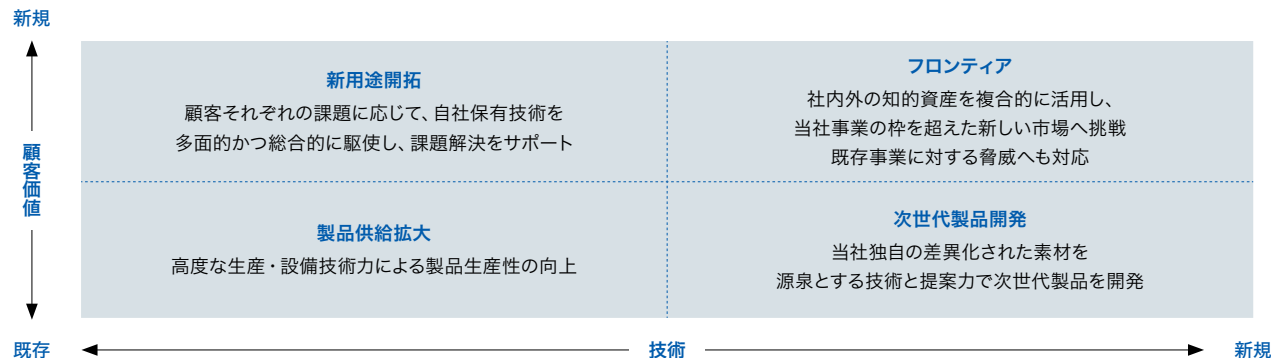 新規
新用途開拓
顧客それぞれの課題に応じて、自社保有技術を
多面的かつ総合的に駆使し、課題解決をサポート
フロンティア
社内外の知的資産を複合的に活用し、
当社事業の枠を超えた新しい市場へ挑戦
既存事業に対する脅威へも対応
顧客価値
製品供給拡大
高度な生産・設備技術力による製品生産性の向上
次世代製品開発
当社独自の差異化された素材を
源泉とする技術と提案力で次世代製品を開発
既存
技術
新規